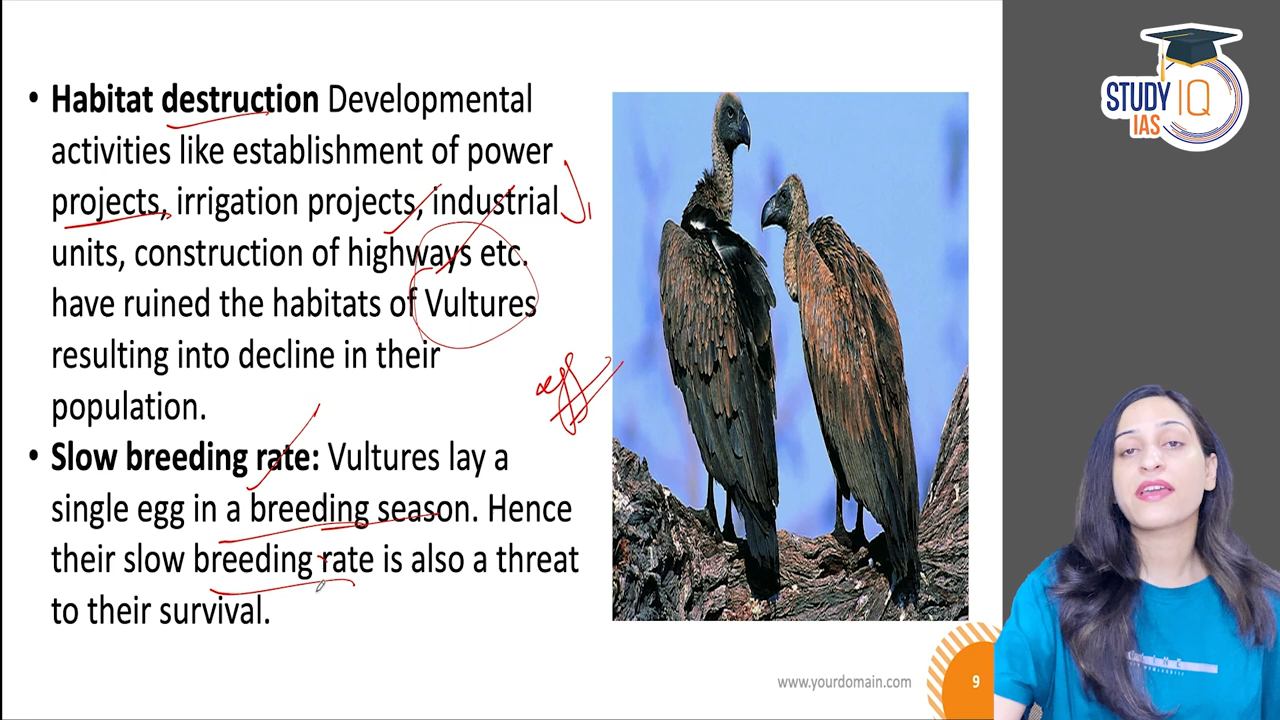 • Habitat destruction Developmental
activities like establishment of power
projects, irrigation projects, industrial
units, construction of highways etc.
have ruined the habitats of Vultures
resulting into decline in their
population.
• Slow breeding rate: Vultures lay a
single egg in a breeding season. Hence
their slow breeding rate is also a threat
to their survival.
STUDY IQ
IAS
www.yourdomain.com
9